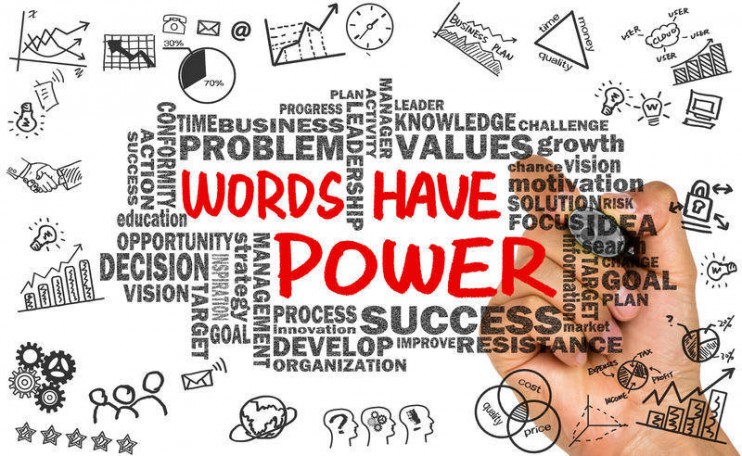 30%
70%
@
BUSINESS PLAN
time
money
quality
USER
CLOUD
USER
USER
USER
PLAN
ACTIVITY
MANAGER
LEADER
PROGRESS
LEADERSHIP
KNOWLEDGE
CHALLENGE
CONFORMITY
TIME
BUSINESS
PROBLEM
VALUES
growth
SUCCESS
ACTION
chance
vision
motivation
WORDS HAVE
POWER
SOLUTION
RISK
education
FOCUS
IDEA
search
OPPORTUNITY
DECISION
VISION
INSPIRATION
strategy
MANAGEMENT
information
TARGET
CHANGE
GOAL
PLAN
TARGET
GOAL
PROCESS
innovation
SUCCESS
market
DEVELOP
IMPROVE
RESISTANCE
ORGANIZATION
?
!
20%
30%
EXPENSES
TAX
PROFIT
INCOME
cost
quality
price